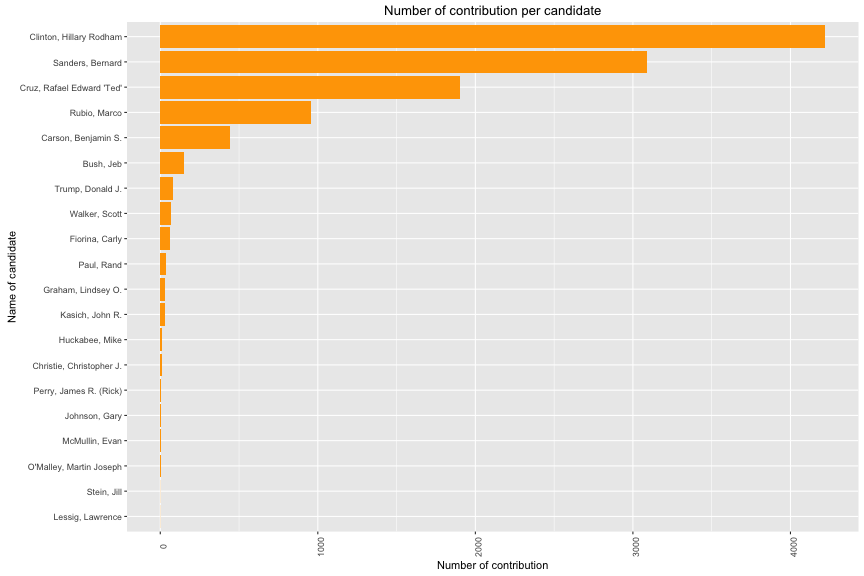 Number of contribution per candidate
Name of candidate
Clinton, Hillary Rodham
Sanders, Bernard
Cruz, Rafael Edward 'Ted'
Rubio, Marco
Carson, Benjamin S.
Bush, Jeb
Trump, Donald J.
Walker, Scott
Fiorina, Carly
Paul, Rand
Graham, Lindsey O.
Kasich, John R.
Huckabee, Mike
Christie, Christopher J.
Perry, James R. (Rick)
Johnson, Gary
McMullin, Evan
O'Malley, Martin Joseph
Stein, Jill
Lessig, Lawrence
0
1000
2000
3000
4000
Number of contribution